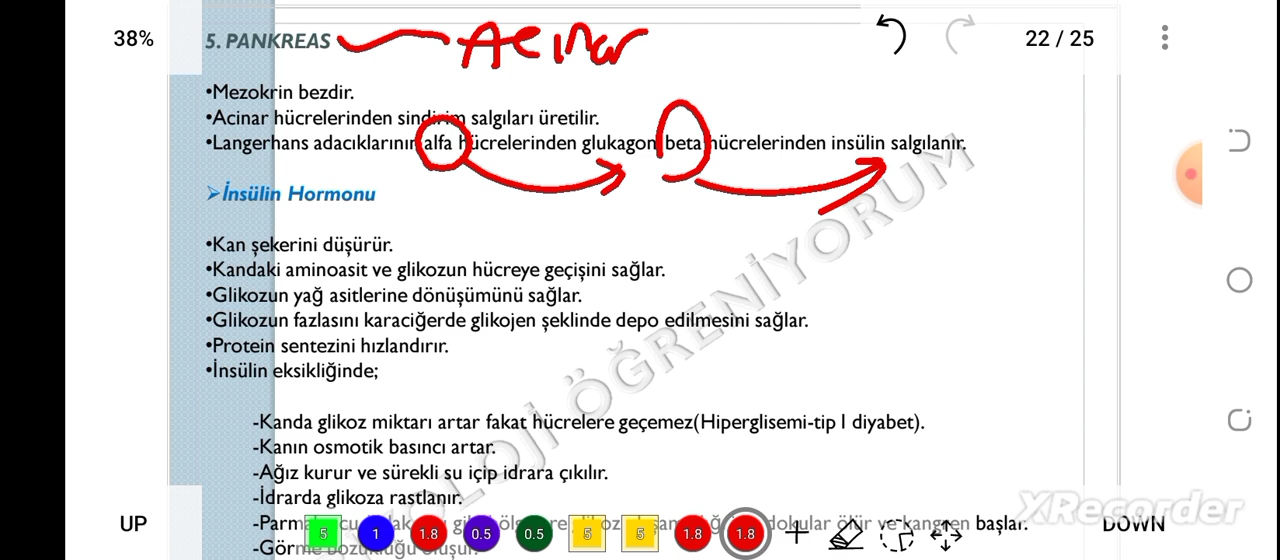 38%
5. PANKREAS
Acinar
22 / 25
•Mezokrin bezdir.
•Acinar hücrelerinden sindirim salgıları üretilir.
•Langerhans adacıklarının alfa hücrelerinden glukagon beta hücrelerinden insülin salgılanır.
➢İnsülin Hormonu
•Kan şekerini düşürür.
•Kandaki aminoasit ve glikozun hücreye geçişini sağlar.
•Glikozun yağ asitlerine dönüşümünü sağlar.
•Glikozun fazlasını karaciğerde glikojen şeklinde depo edilmesini sağlar.
•Protein sentezini hızlandırır.
•İnsülin eksikliğinde;
-Kanda glikoz miktarı artar fakat hücrelere geçemez(Hiperglisemi-tip I diyabet).
-Kanın osmotik basıncı artar.
-Ağız kurur ve sürekli su içip idrara çıkılır.
-İdrarda glikoza rastlanır.
dokular ölür ve kangren başlar.
-Görme bozukluğu oluşur.
OLOJİ ÖĞRENİYORUM
XRecorder
UP
5 1 1.8 0.5 0.5 5 5 1.8 1.8
DOWN